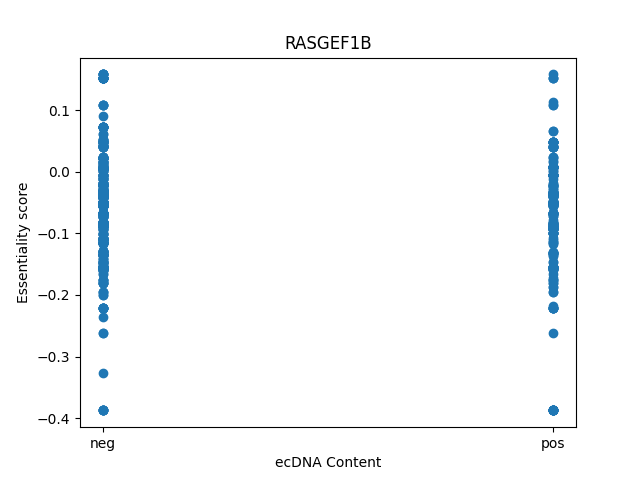 RASGEF1B
Essentiality score
0.1
0.0
−0.1
−0.2
−0.3
−0.4
neg
pos
ecDNA Content